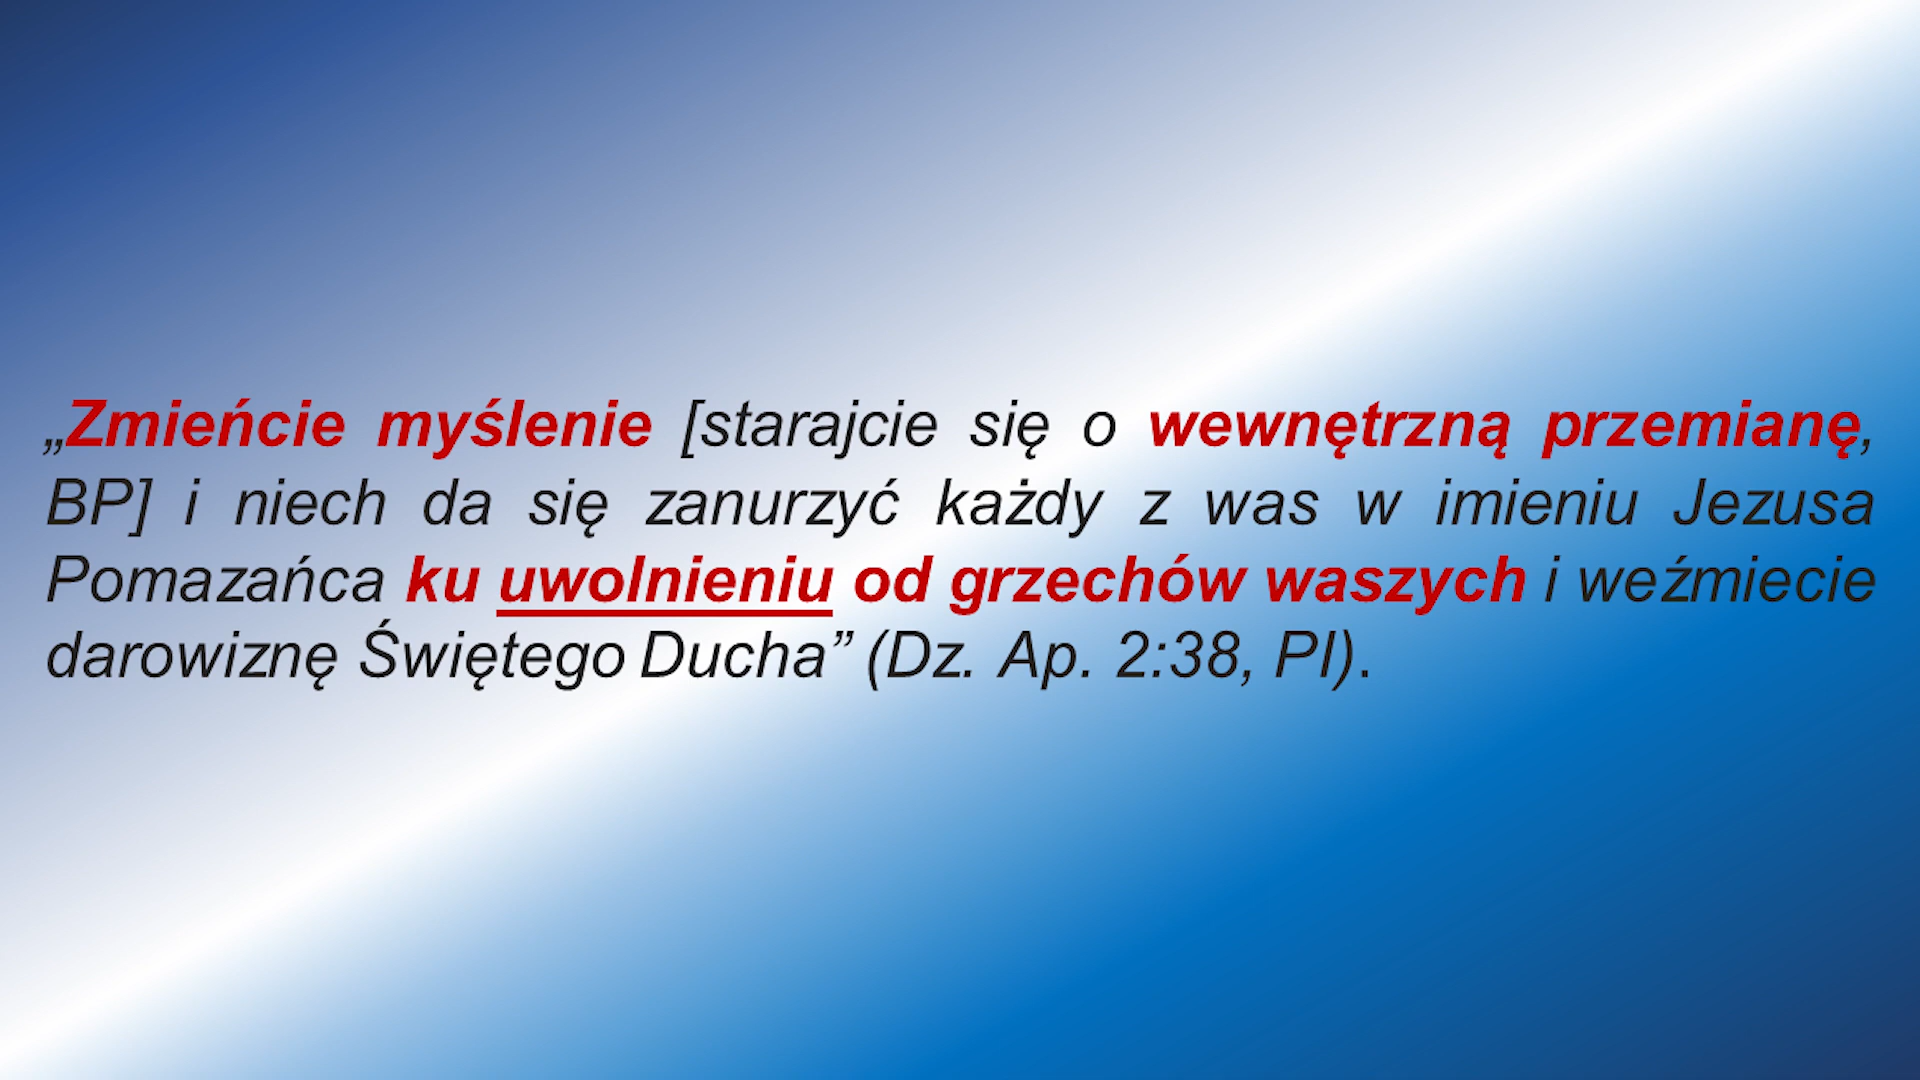 „Zmieńcie myślenie [starajcie się o wewnętrzną przemianę,
BP] i niech da się zanurzyć każdy z was w imieniu Jezusa
Pomazańca ku uwolnieniu od grzechów waszych i weźmiecie
darowiznę Świętego Ducha” (Dz. Ap. 2:38, PI).